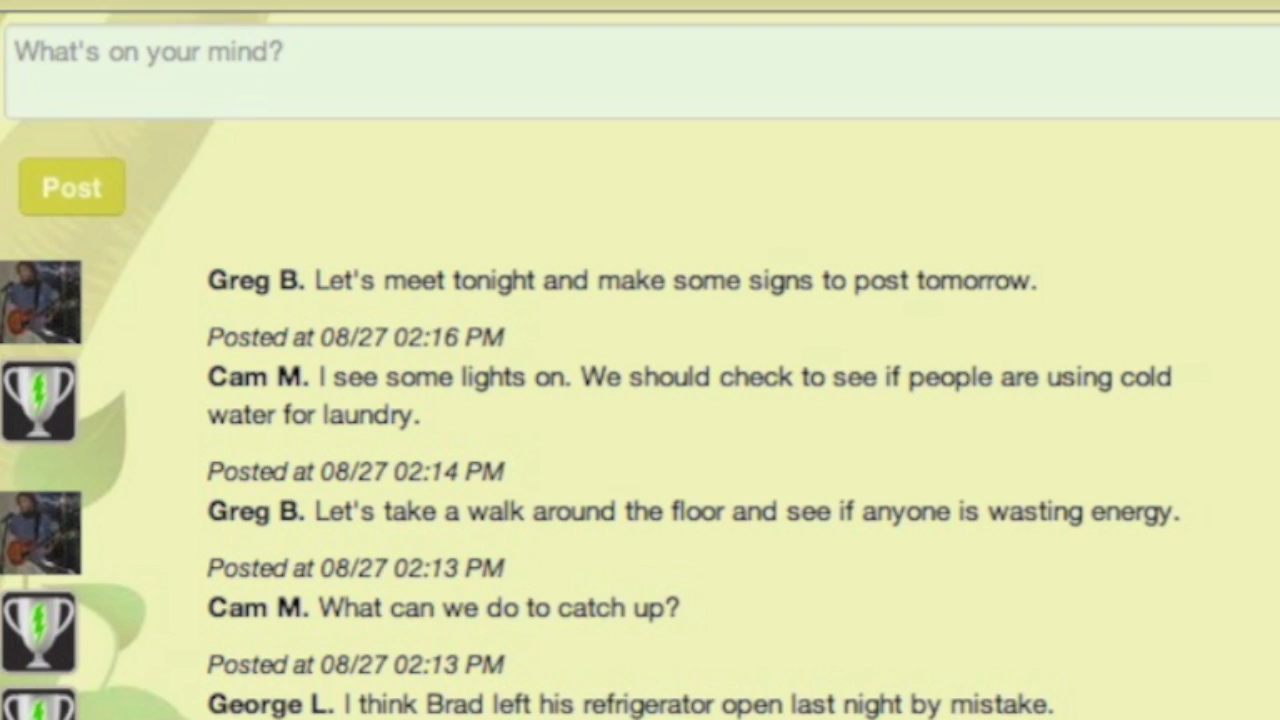 What's on your mind?
Post
Greg B. Let's meet tonight and make some signs to post tomorrow.
Posted at 08/27 02:16 PM
Cam M. I see some lights on. We should check to see if people are using cold
water for laundry.
Posted at 08/27 02:14 PM
Greg B. Let's take a walk around the floor and see if anyone is wasting energy.
Posted at 08/27 02:13 PM
Cam M. What can we do to catch up?
Posted at 08/27 02:13 PM
George L. I think Brad left his refrigerator open last night by mistake.